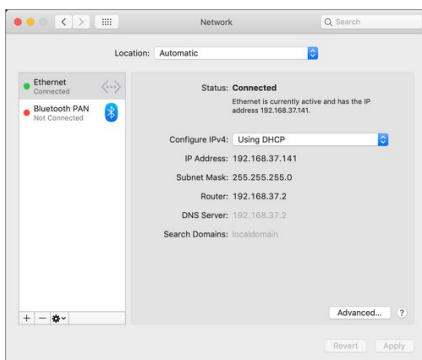 Network
Search
Location: Automatic
Ethernet
Connected
Bluetooth PAN
Not Connected
Status: Connected
Ethernet is currently active and has the IP
address 192.168.37.141.
Configure IPv4: Using DHCP
IP Address: 192.168.37.141
Subnet Mask: 255.255.255.0
Router: 192.168.37.2
DNS Server: 192.168.37.2
Search Domains: localdomain
Advanced... ?
Revert Apply